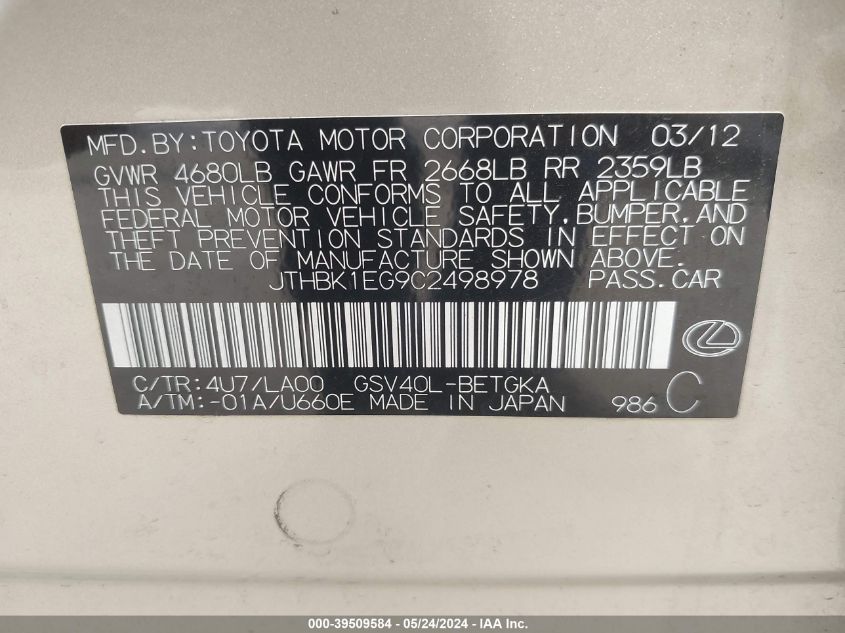 MFD.BY:TOYOTA MOTOR CORPORATION 03/12
GVWR 4680LB GAWR FR 2668LB RR 2359LB
THIS VEHICLE CONFORMS TO ALL APPLICABLE
FEDERAL MOTOR VEHICLE SAFETY,BUMPER,AND
THEFT PREVENTION STANDARDS IN EFFECT ON
THE DATE OF MANUFACTURE SHOWN ABOVE.
JTHBK1EG9C2498978 PASS.CAR
C/TR:4U7/LA00 GSV40L-BETGKA
A/TM:-01A/U660E MADE IN JAPAN 986 C
000-39509584 - 05/24/2024 - IAA Inc.